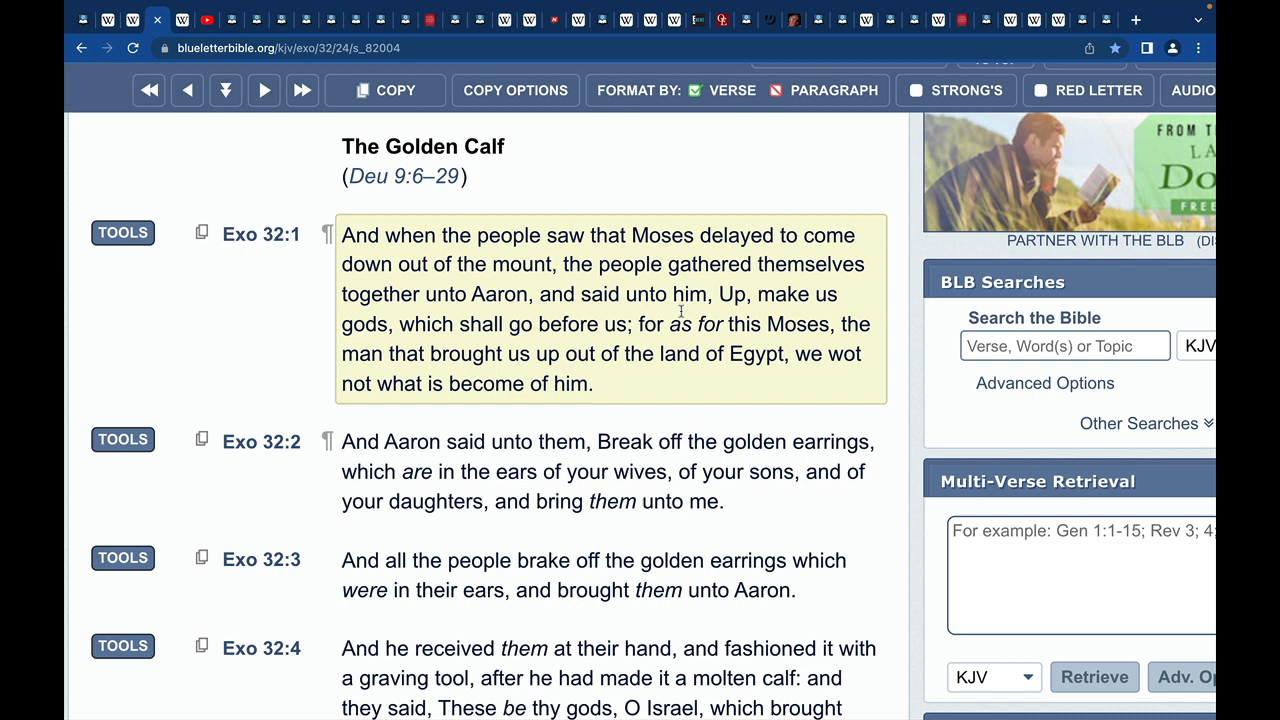 blueletterbible.org/kjv/exo/32/24/s_82004
COPY
COPY OPTIONS
FORMAT BY:
VERSE
PARAGRAPH
STRONG'S
RED LETTER
AUDIO
The Golden Calf
(Deu 9:6–29)
TOOLS
Exo 32:1
¶
And when the people saw that Moses delayed to come
down out of the mount, the people gathered themselves
together unto Aaron, and said unto him, Up, make us
gods, which shall go before us; for as for this Moses, the
man that brought us up out of the land of Egypt, we wot
not what is become of him.
TOOLS
Exo 32:2
¶
And Aaron said unto them, Break off the golden earrings,
which are in the ears of your wives, of your sons, and of
your daughters, and bring them unto me.
TOOLS
Exo 32:3
And all the people brake off the golden earrings which
were in their ears, and brought them unto Aaron.
TOOLS
Exo 32:4
And he received them at their hand, and fashioned it with
a graving tool, after he had made it a molten calf: and
they said, These be thy gods, O Israel, which brought
FROM
LA
Do
FREE
PARTNER WITH THE BLB
BLB Searches
Search the Bible
Verse, Word(s) or Topic
KJV
Advanced Options
Other Searches
Multi-Verse Retrieval
For example: Gen 1:1-15; Rev 3; 4;
KJV
Retrieve
Adv.